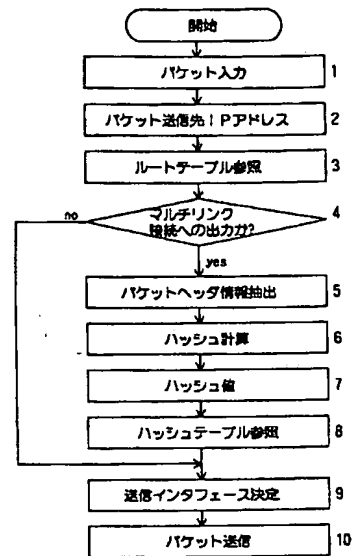 開始
パケット入力 1
パケット送信先IPアドレス 2
ルートテーブル参照 3
マルチリンク 4
接続への出力か?
no
yes
パケットヘッダ情報抽出 5
ハッシュ計算 6
ハッシュ値 7
ハッシュテーブル参照 8
送信インタフェース決定 9
パケット送信 10